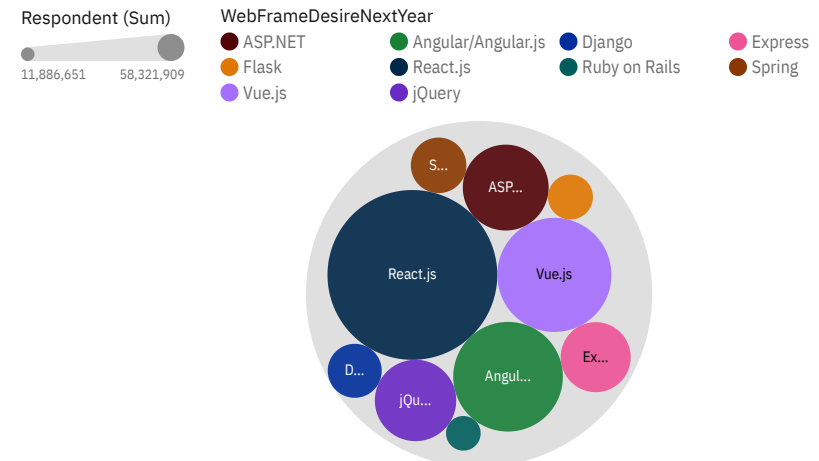 Respondent (Sum)
11,886,651 58,321,909
WebFrameDesireNextYear
ASP.NET Angular/Angular.js Django Express
Flask React.js Ruby on Rails Spring
Vue.js jQuery
S...
ASP...
React.js
Vue.js
Ex...
D...
Angul...
jQu...